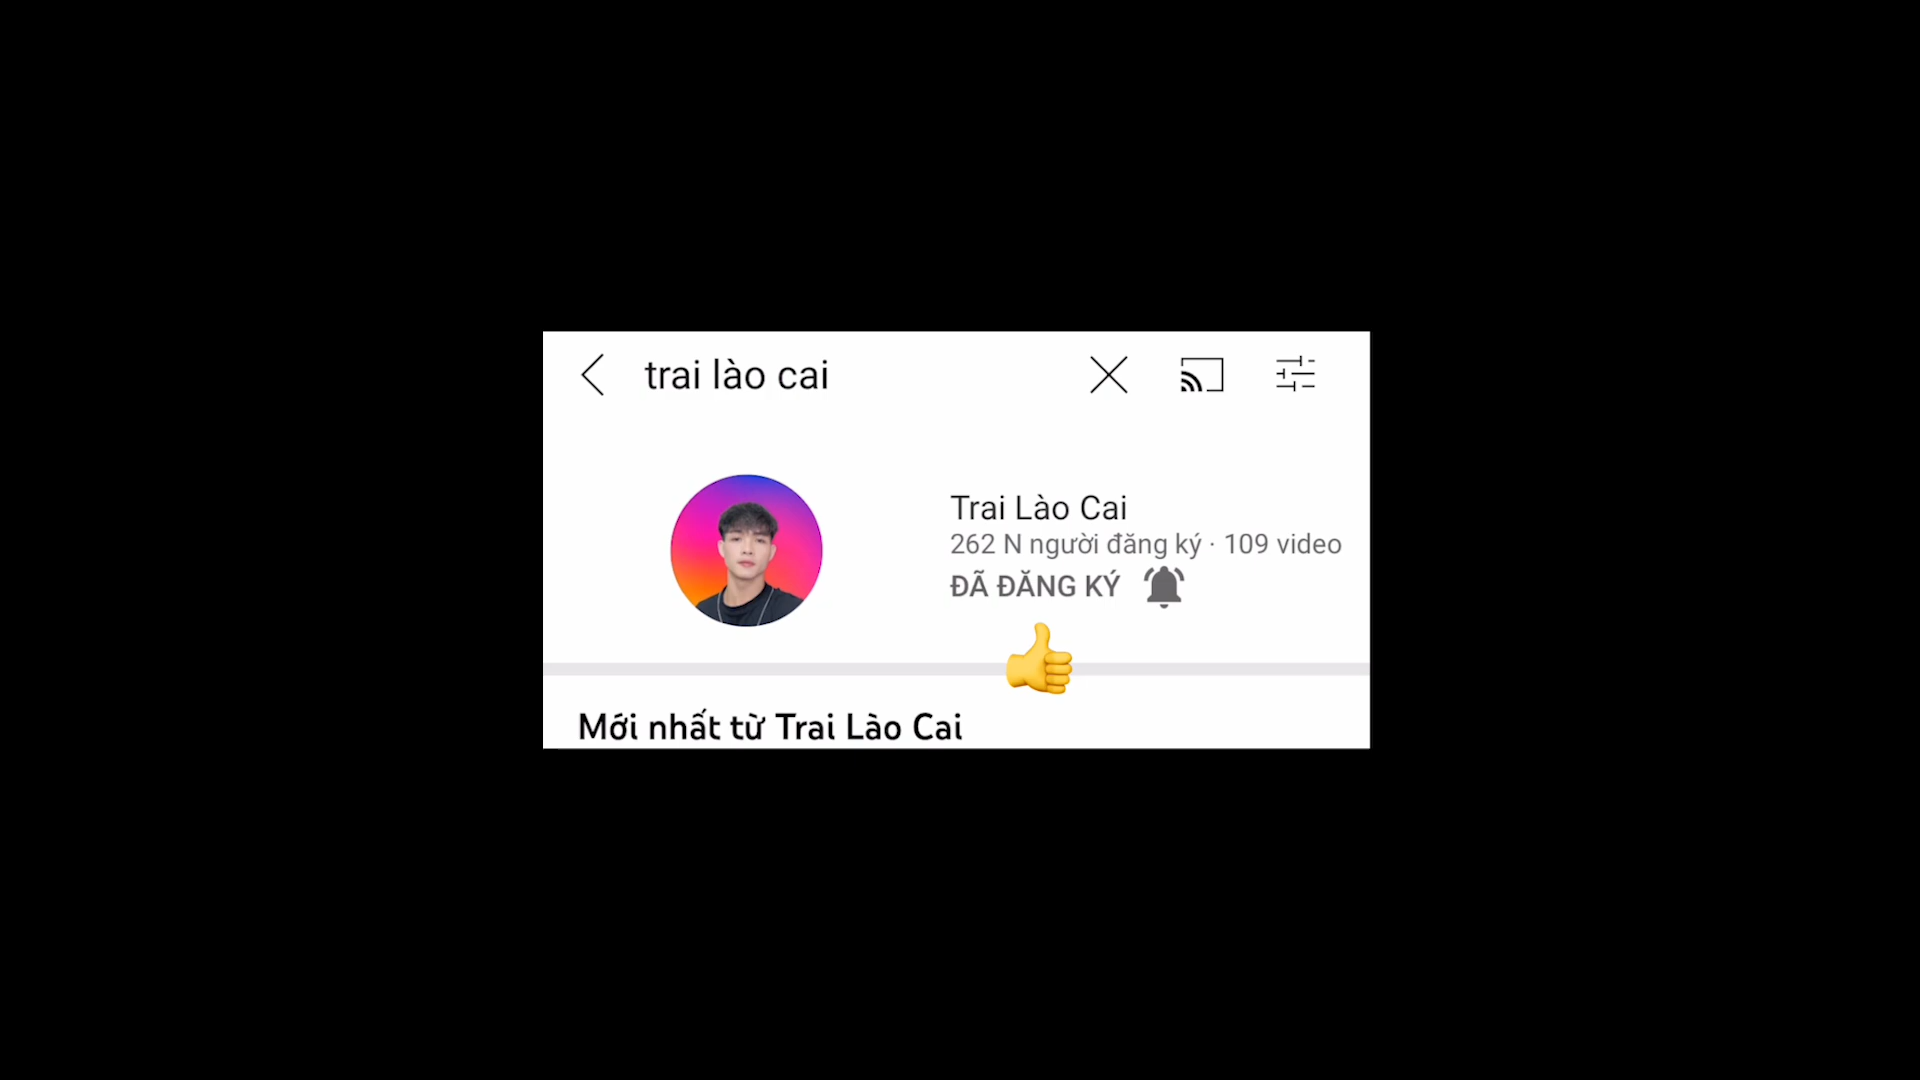 trai lào cai
Trai Lào Cai
262 N người đăng ký · 109 video
ĐÃ ĐĂNG KÝ
Mới nhất từ Trai Lào Cai